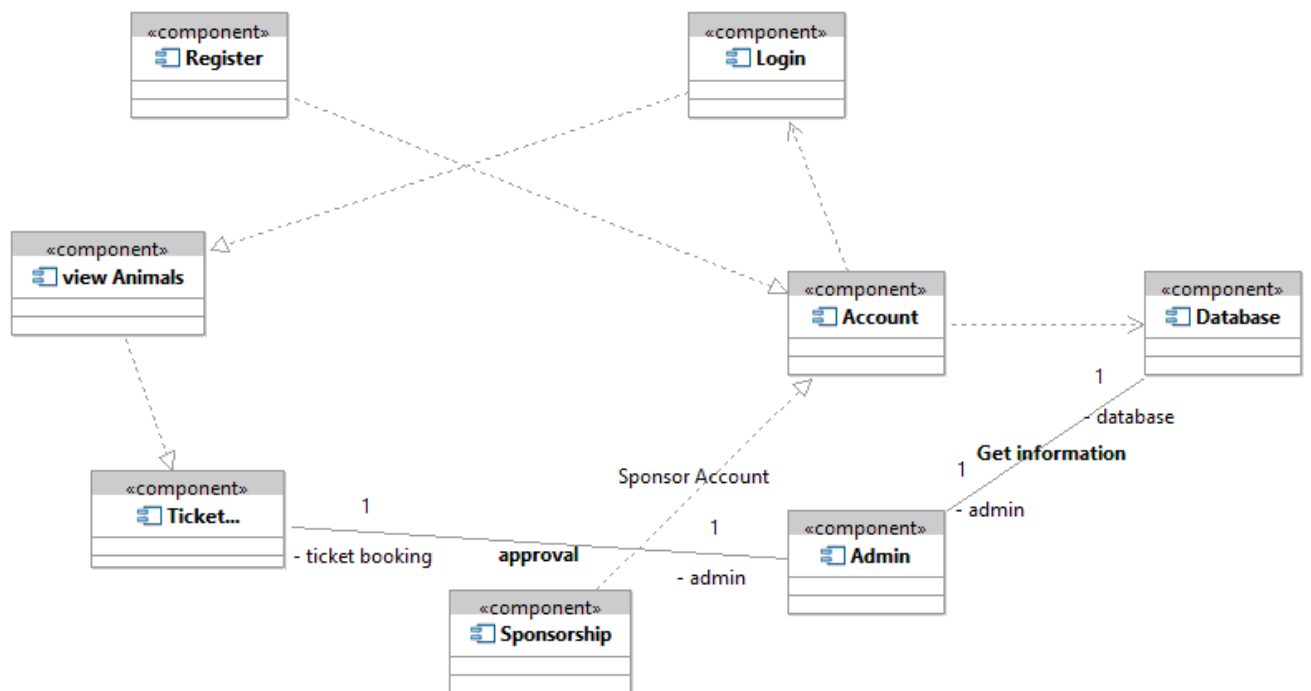 «component»
Register
«component»
Login
«component»
view Animals
«component»
Account
«component»
Database
1
- database
Get information
1
- admin
Sponsor Account
«component»
Ticket...
1
- ticket booking
approval
1
- admin
«component»
Admin
«component»
Sponsorship